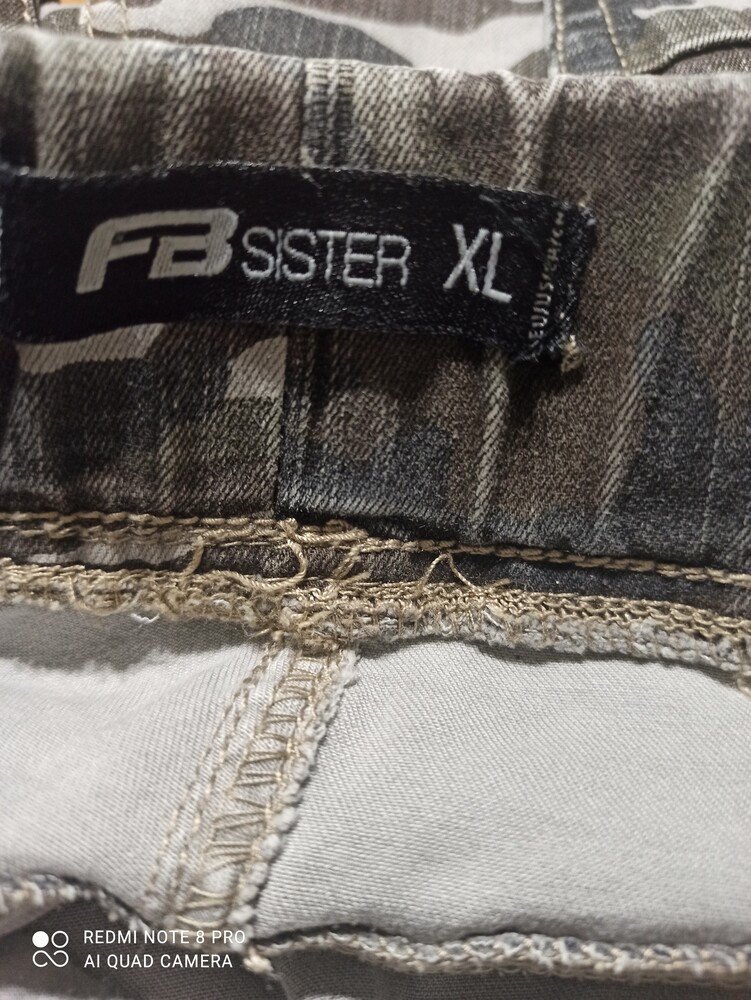 FB SISTER XL
REDMI NOTE 8 PRO
AI QUAD CAMERA